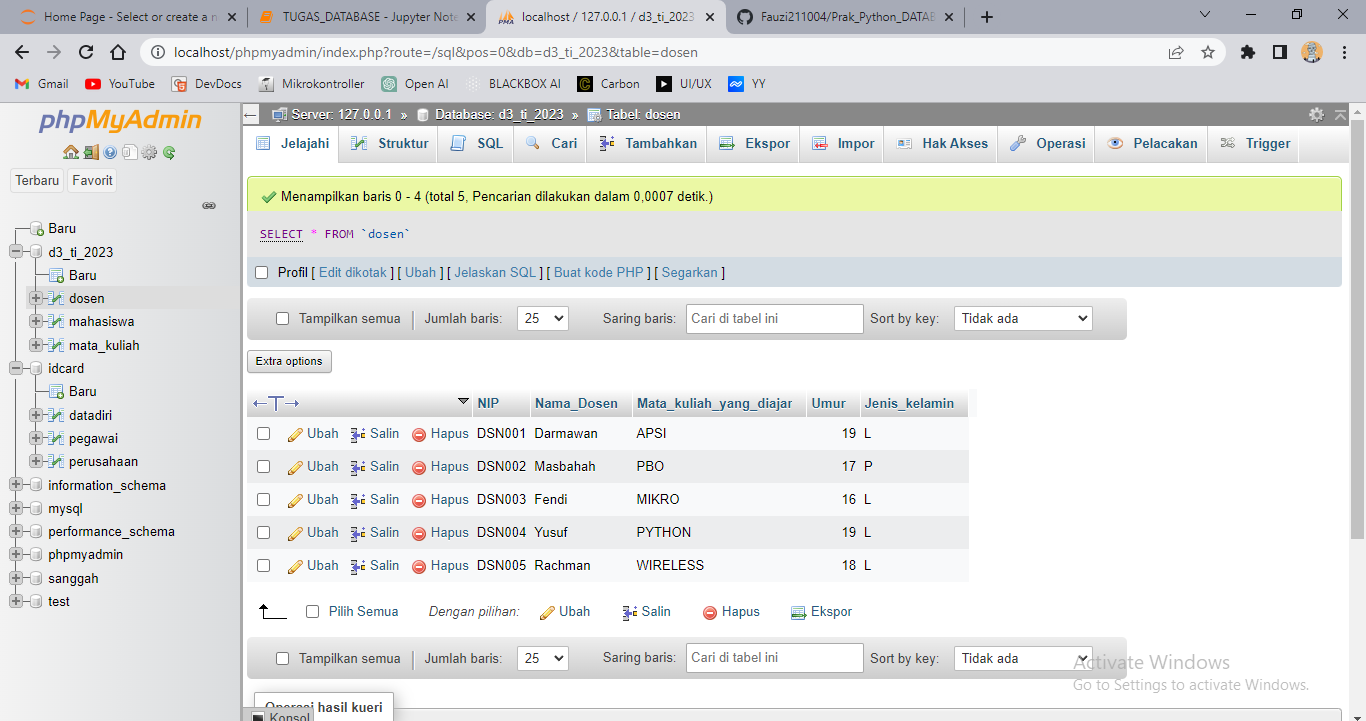 Home Page - Select or create a n
TUGAS_DATABASE - Jupyter Note
localhost / 127.0.0.1 / d3_ti_2023
Fauzi211004/Prak_Python_DATAB
localhost/phpmyadmin/index.php?route=/sql&pos=0&db=d3_ti_2023&table=dosen
Gmail YouTube DevDocs Mikrokontroller Open AI BLACKBOX AI Carbon UI/UX YY
phpMyAdmin
Terbaru Favorit
Baru
d3_ti_2023
Baru
dosen
mahasiswa
mata_kuliah
idcard
Baru
datadiri
pegawai
perusahaan
information_schema
mysql
performance_schema
phpmyadmin
sanggah
test
Server: 127.0.0.1 » Database: d3_ti_2023 » Tabel: dosen
Jelajahi Struktur SQL Cari Tambahkan Ekspor Impor Hak Akses Operasi Pelacakan Trigger
Menampilkan baris 0 - 4 (total 5, Pencarian dilakukan dalam 0,0007 detik.)
SELECT * FROM `dosen`
Profil [ Edit dikotak ] [ Ubah ] [ Jelaskan SQL ] [ Buat kode PHP ] [ Segarkan ]
Tampilkan semua | Jumlah baris: 25 Saring baris: Cari di tabel ini Sort by key: Tidak ada
Extra options
←T→ NIP Nama_Dosen Mata_kuliah_yang_diajar Umur Jenis_kelamin
Ubah Salin Hapus DSN001 Darmawan APSI 19 L
Ubah Salin Hapus DSN002 Masbahah PBO 17 P
Ubah Salin Hapus DSN003 Fendi MIKRO 16 L
Ubah Salin Hapus DSN004 Yusuf PYTHON 19 L
Ubah Salin Hapus DSN005 Rachman WIRELESS 18 L
Pilih Semua Dengan pilihan: Ubah Salin Hapus Ekspor
Tampilkan semua | Jumlah baris: 25 Saring baris: Cari di tabel ini Sort by key: Tidak ada
Activate Windows
Go to Settings to activate Windows.
Operasi hasil kueri
Konsol